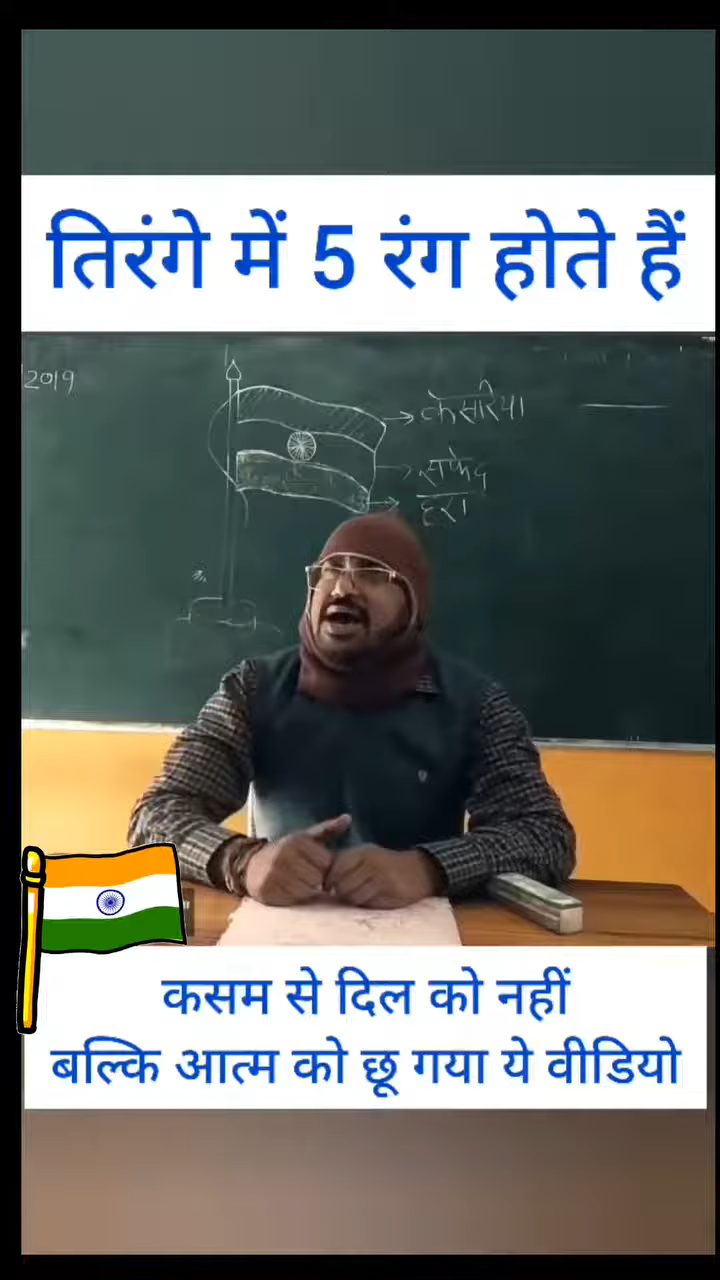 तिरंगे में 5 रंग होते हैं
2019
केसरिया
सफेद
हरा
कसम से दिल को नहीं
बल्कि आत्म को छू गया ये वीडियो